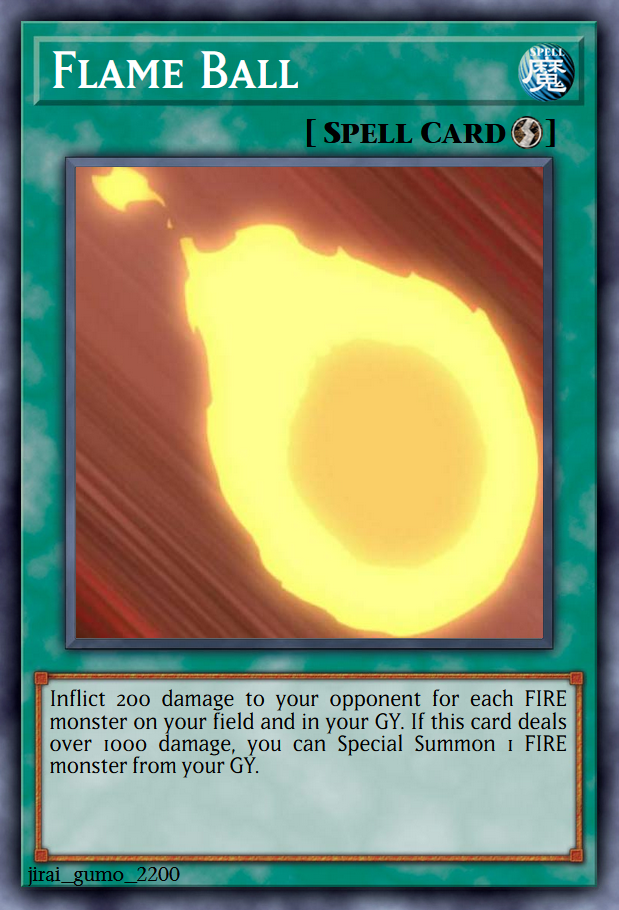 FLAME BALL
SPELL
魔
[ SPELL CARD ]
Inflict 200 damage to your opponent for each FIRE
monster on your field and in your GY. If this card deals
over 1000 damage, you can Special Summon 1 FIRE
monster from your GY.
jirai_gumo_2200